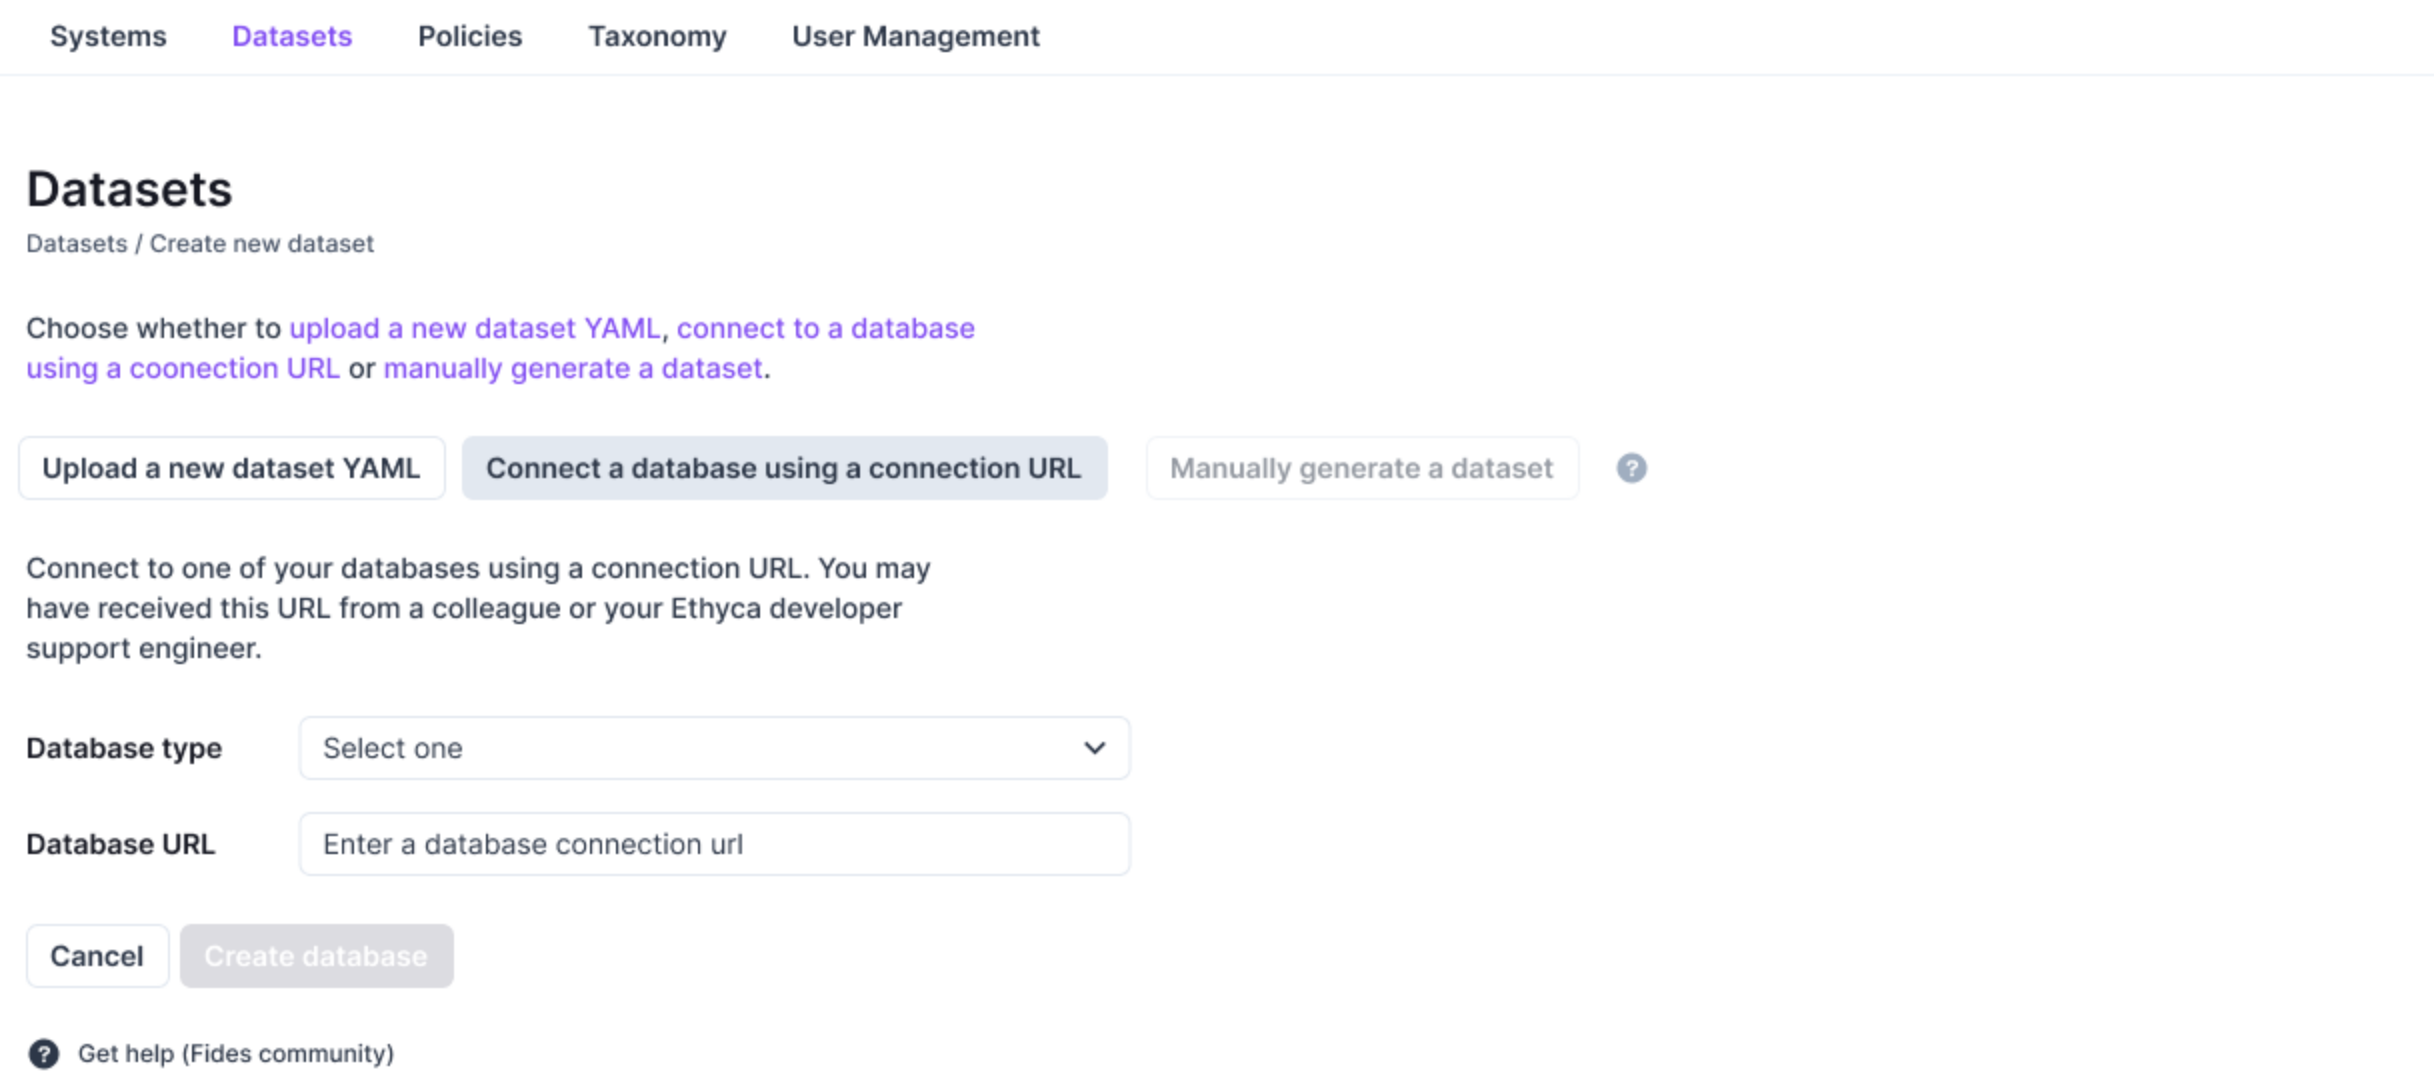 Systems Datasets Policies Taxonomy User Management
Datasets
Datasets / Create new dataset
Choose whether to upload a new dataset YAML, connect to a database
using a coonection URL or manually generate a dataset.
Upload a new dataset YAML Connect a database using a connection URL Manually generate a dataset ?
Connect to one of your databases using a connection URL. You may
have received this URL from a colleague or your Ethyca developer
support engineer.
Database type Select one
Database URL Enter a database connection url
Cancel Create database
? Get help (Fides community)